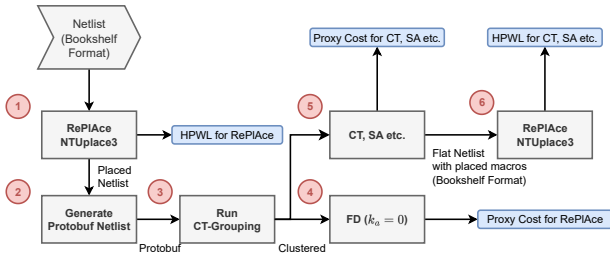 Netlist
(Bookshelf
Format)
Proxy Cost for CT, SA etc.
HPWL for CT, SA etc.
1
RePlAce
NTUplace3
HPWL for RePlAce
5
CT, SA etc.
6
RePlAce
NTUplace3
Placed
Netlist
Flat Netlist
with placed macros
(Bookshelf Format)
2
Generate
Protobuf Netlist
Protobuf
3
Run
CT-Grouping
Clustered
4
FD (kₐ = 0)
Proxy Cost for RePlAce